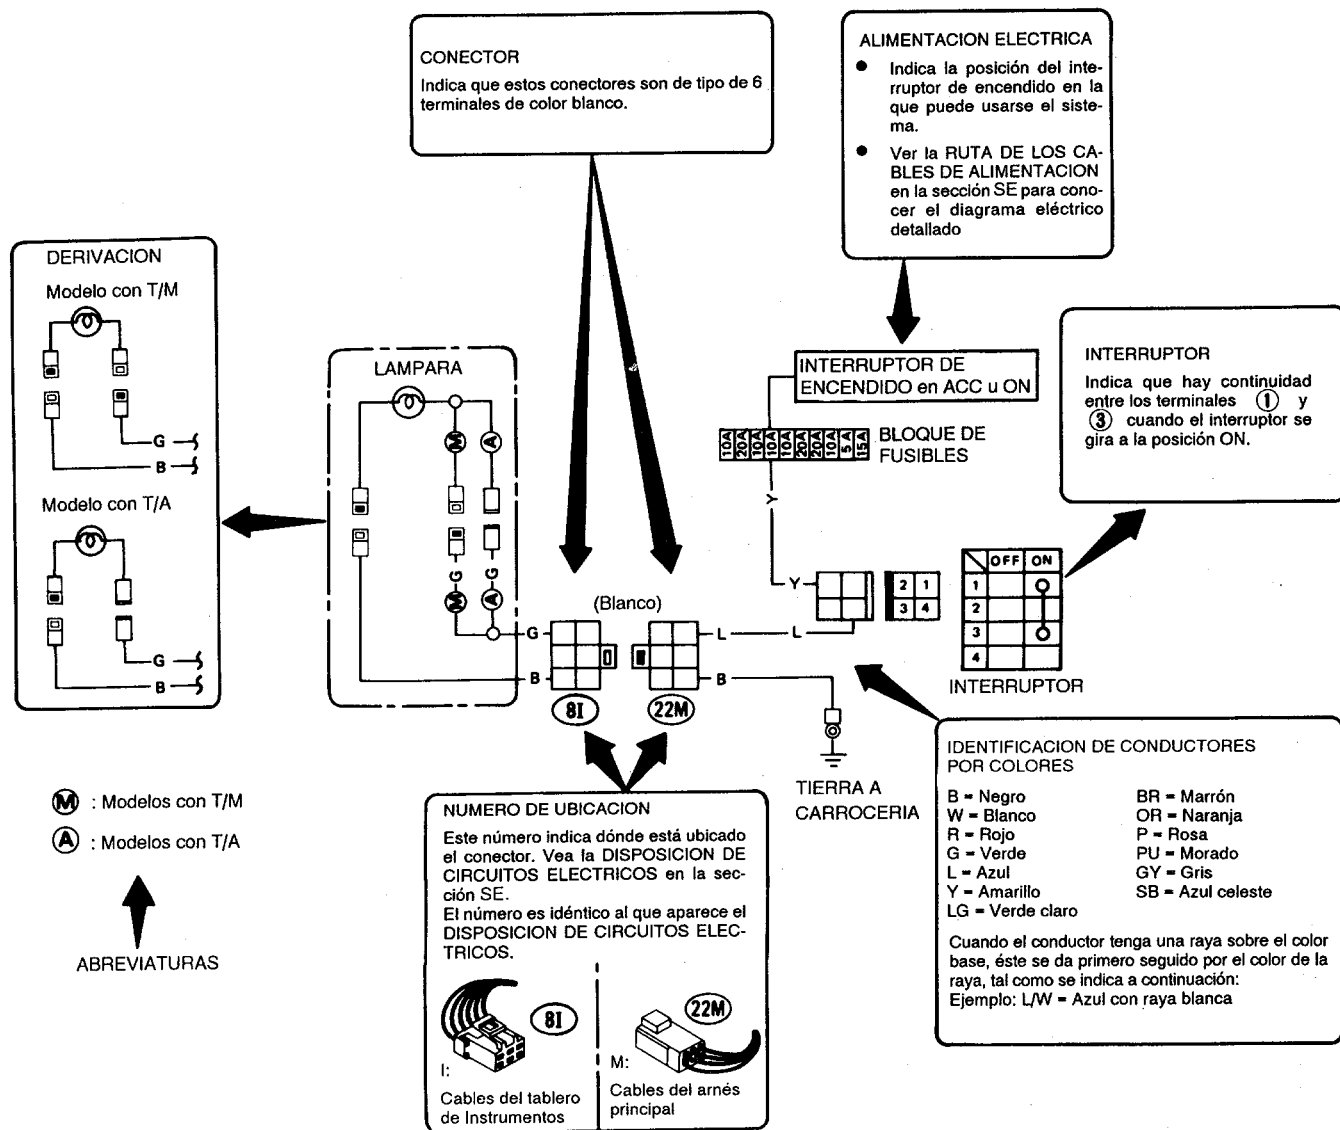 CONECTOR
Indica que estos conectores son de tipo de 6
terminales de color blanco.
ALIMENTACION ELECTRICA
● Indica la posición del inte-
rruptor de encendido en la
que puede usarse el siste-
ma.
● Ver la RUTA DE LOS CA-
BLES DE ALIMENTACION
en la sección SE para cono-
cer el diagrama eléctrico
detallado
DERIVACION
Modelo con T/M
G
B
Modelo con T/A
G
B
LAMPARA
M
A
G
G
M
A
G
B
(Blanco)
8I
22M
L
B
INTERRUPTOR DE
ENCENDIDO en ACC u ON
10A
20A
10A
10A
10A
20A
20A
10A
5 A
15A
BLOQUE DE
FUSIBLES
Y
Y
L
2 1
3 4
OFF ON
1
2
3
4
INTERRUPTOR
INTERRUPTOR
Indica que hay continuidad
entre los terminales ① y
③ cuando el interruptor se
gira a la posición ON.
TIERRA A
CARROCERIA
M : Modelos con T/M
A : Modelos con T/A
ABREVIATURAS
NUMERO DE UBICACION
Este número indica dónde está ubicado
el conector. Vea la DISPOSICION DE
CIRCUITOS ELECTRICOS en la sec-
ción SE.
El número es idéntico al que aparece el
DISPOSICION DE CIRCUITOS ELEC-
TRICOS.
8I
I:
Cables del tablero
de Instrumentos
22M
M:
Cables del arnés
principal
IDENTIFICACION DE CONDUCTORES
POR COLORES
B = Negro
W = Blanco
R = Rojo
G = Verde
L = Azul
Y = Amarillo
LG = Verde claro
BR = Marrón
OR = Naranja
P = Rosa
PU = Morado
GY = Gris
SB = Azul celeste
Cuando el conductor tenga una raya sobre el color
base, éste se da primero seguido por el color de la
raya, tal como se indica a continuación:
Ejemplo: L/W = Azul con raya blanca